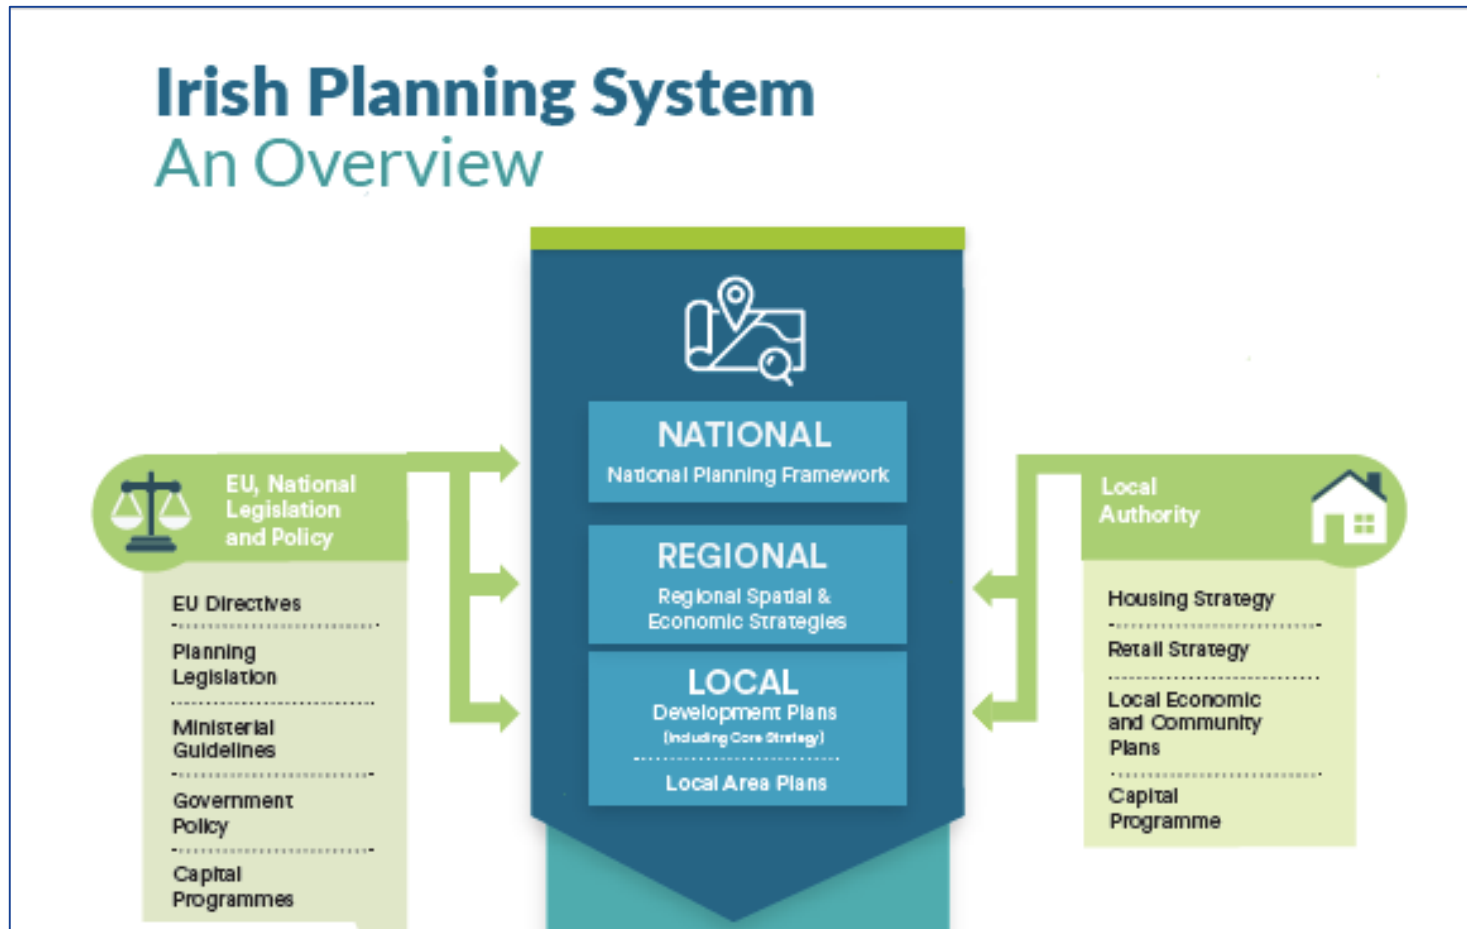 Irish Planning System
An Overview
NATIONAL
National Planning Framework
REGIONAL
Regional Spatial &
Economic Strategies
LOCAL
Development Plans
(Including Core Strategy)
Local Area Plans
EU, National
Legislation
and Policy
EU Directives
Planning
Legislation
Ministerial
Guidelines
Government
Policy
Capital
Programmes
Local
Authority
Housing Strategy
Retail Strategy
Local Economic
and Community
Plans
Capital
Programme